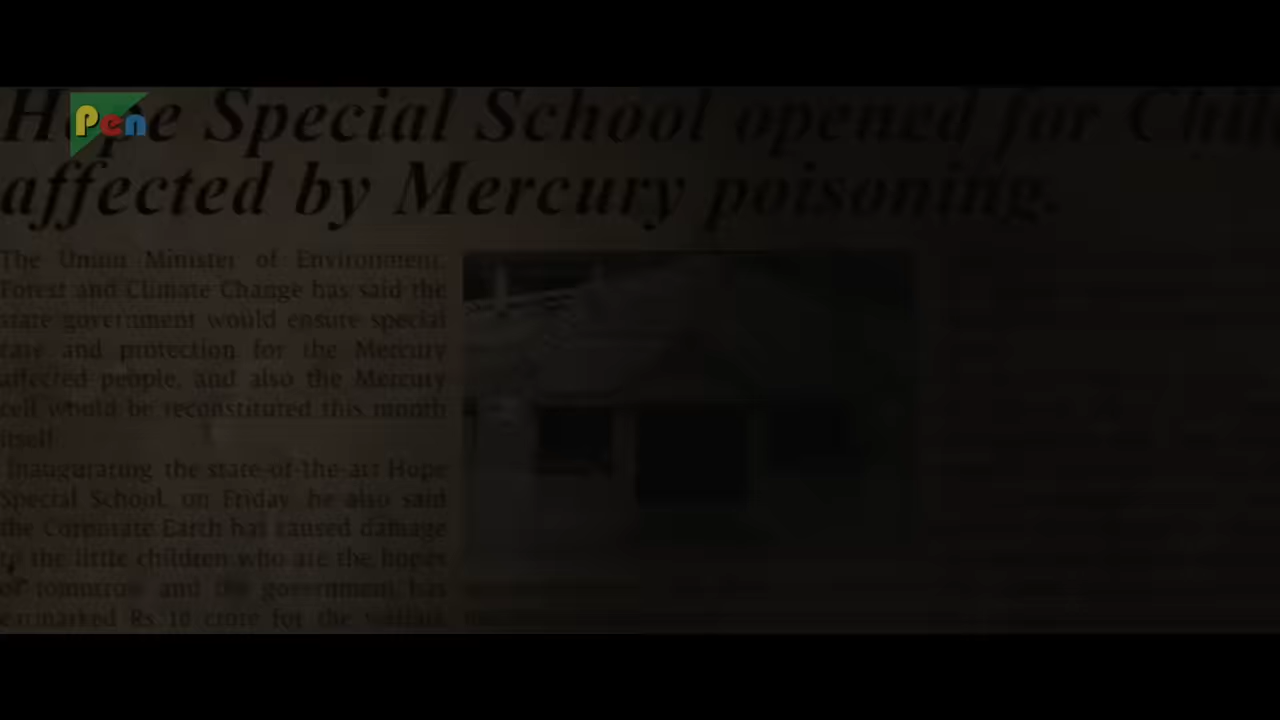 Pen
Hope Special School opened for Chil
affected by Mercury poisoning.
The Union Minister of Environment,
Forest and Climate Change has said the
state government would ensure special
care and protection for the Mercury
affected people, and also the Mercury
cell would be reconstituted this month
itself.
Inaugurating the state-of-the-art Hope
Special School, on Friday, he also said
the Corporate Earth has caused damage
to the little children who are the hopes
of tomorrow and the government has
earmarked Rs. 10 crore for the welfare